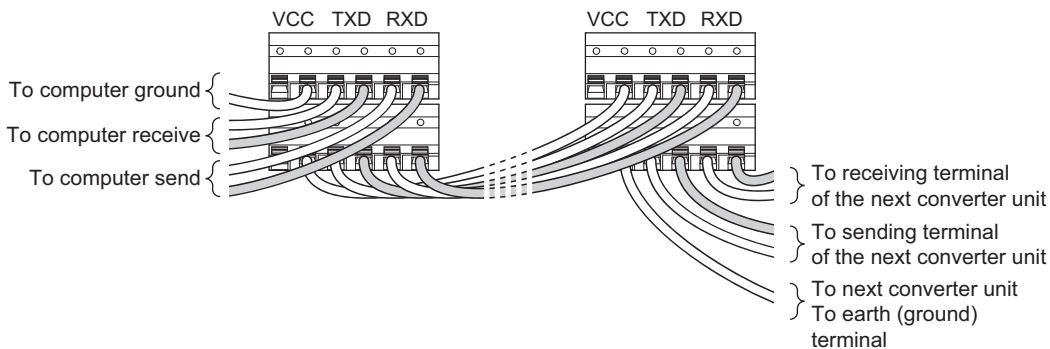 VCC TXD RXD
VCC TXD RXD
To computer ground
To computer receive
To computer send
To receiving terminal
of the next converter unit
To sending terminal
of the next converter unit
To next converter unit
To earth (ground)
terminal